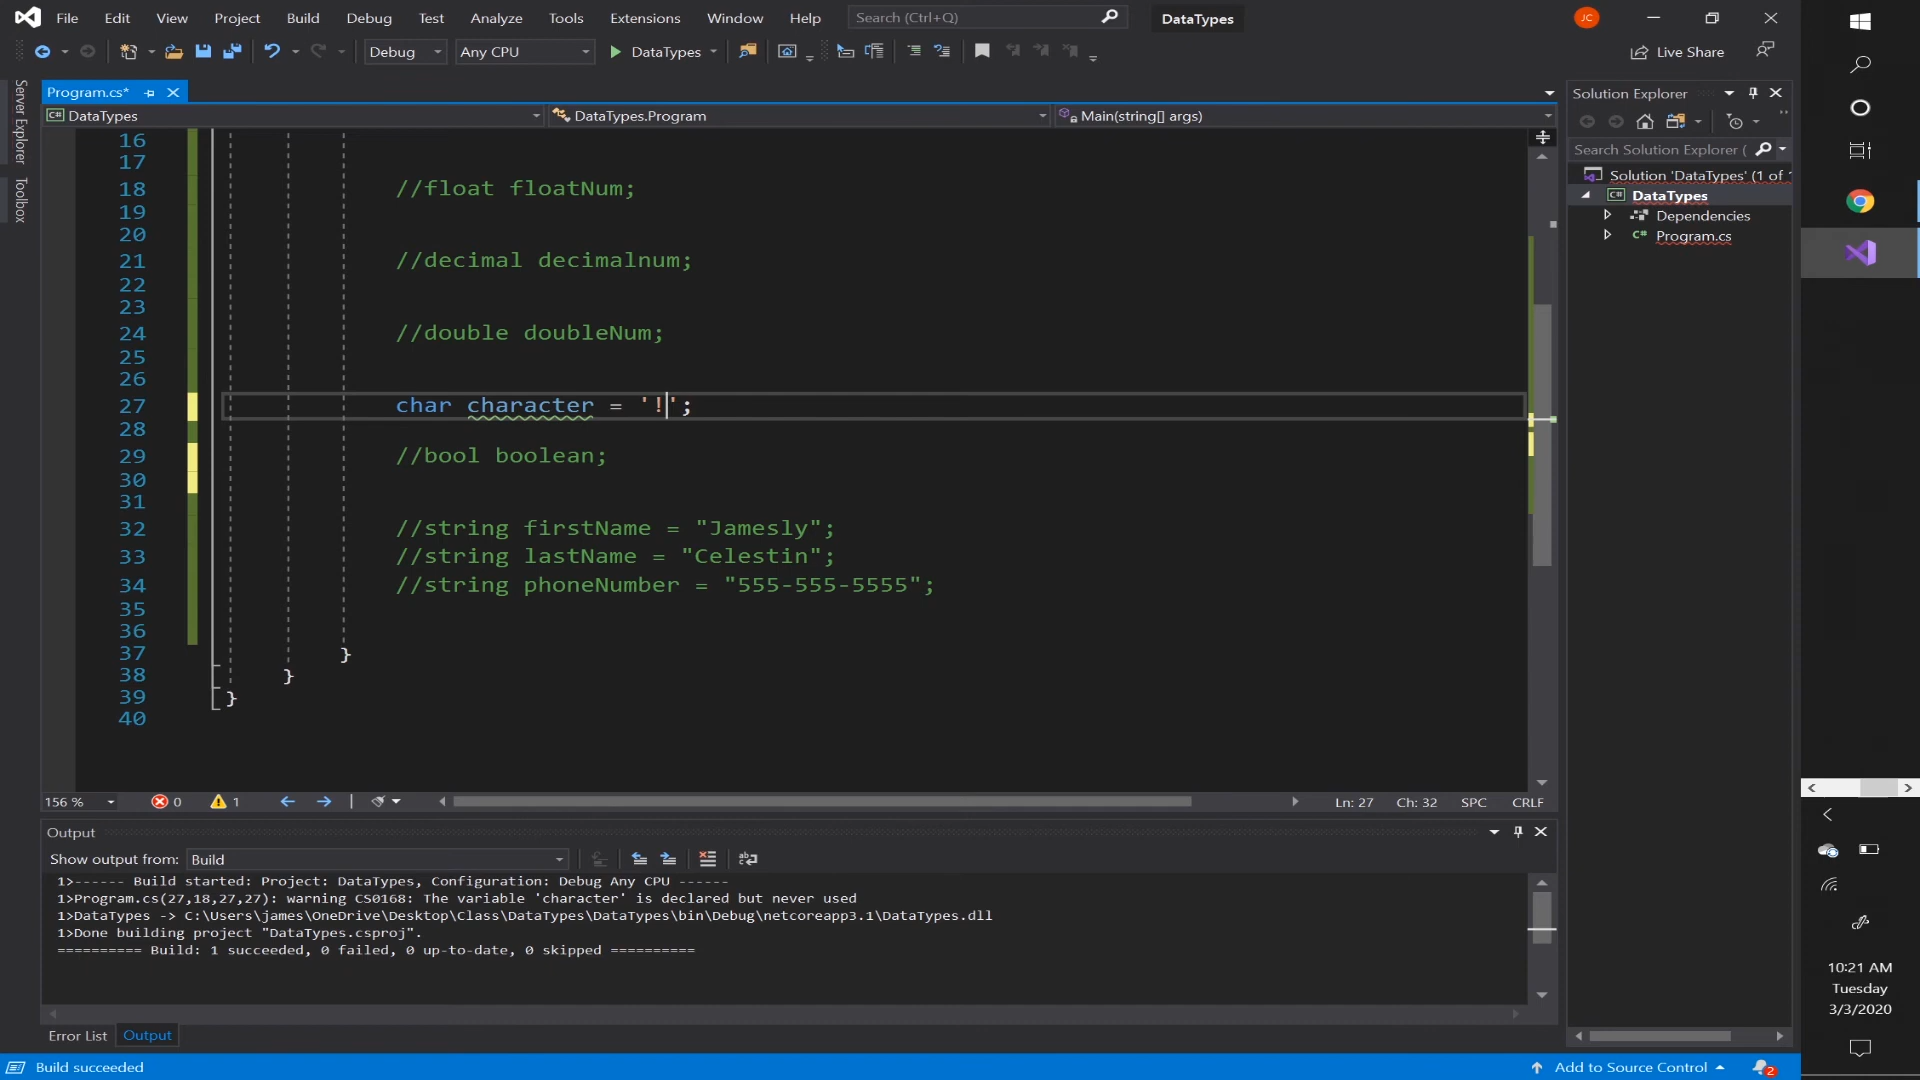 File Edit View Project Build Debug Test Analyze Tools Extensions Window Help Search (Ctrl+Q) DataTypes JC
Debug Any CPU DataTypes Live Share
Server Explorer
Toolbox
Program.cs*
DataTypes DataTypes.Program Main(string[] args)
16
17
18 //float floatNum;
19
20
21 //decimal decimalnum;
22
23
24 //double doubleNum;
25
26
27 char character = '!';
28
29 //bool boolean;
30
31
32 //string firstName = "Jamesly";
33 //string lastName = "Celestin";
34 //string phoneNumber = "555-555-5555";
35
36
37 }
38 }
39 }
40
156 % 0 1 Ln: 27 Ch: 32 SPC CRLF
Output
Show output from: Build
1>------ Build started: Project: DataTypes, Configuration: Debug Any CPU ------
1>Program.cs(27,18,27,27): warning CS0168: The variable 'character' is declared but never used
1>DataTypes -> C:\Users\james\OneDrive\Desktop\Class\DataTypes\DataTypes\bin\Debug\netcoreapp3.1\DataTypes.dll
1>Done building project "DataTypes.csproj".
========== Build: 1 succeeded, 0 failed, 0 up-to-date, 0 skipped ==========
Error List Output
Build succeeded Add to Source Control 2
Solution Explorer
Search Solution Explorer (
Solution 'DataTypes' (1 of
C# DataTypes
Dependencies
C# Program.cs
10:21 AM
Tuesday
3/3/2020